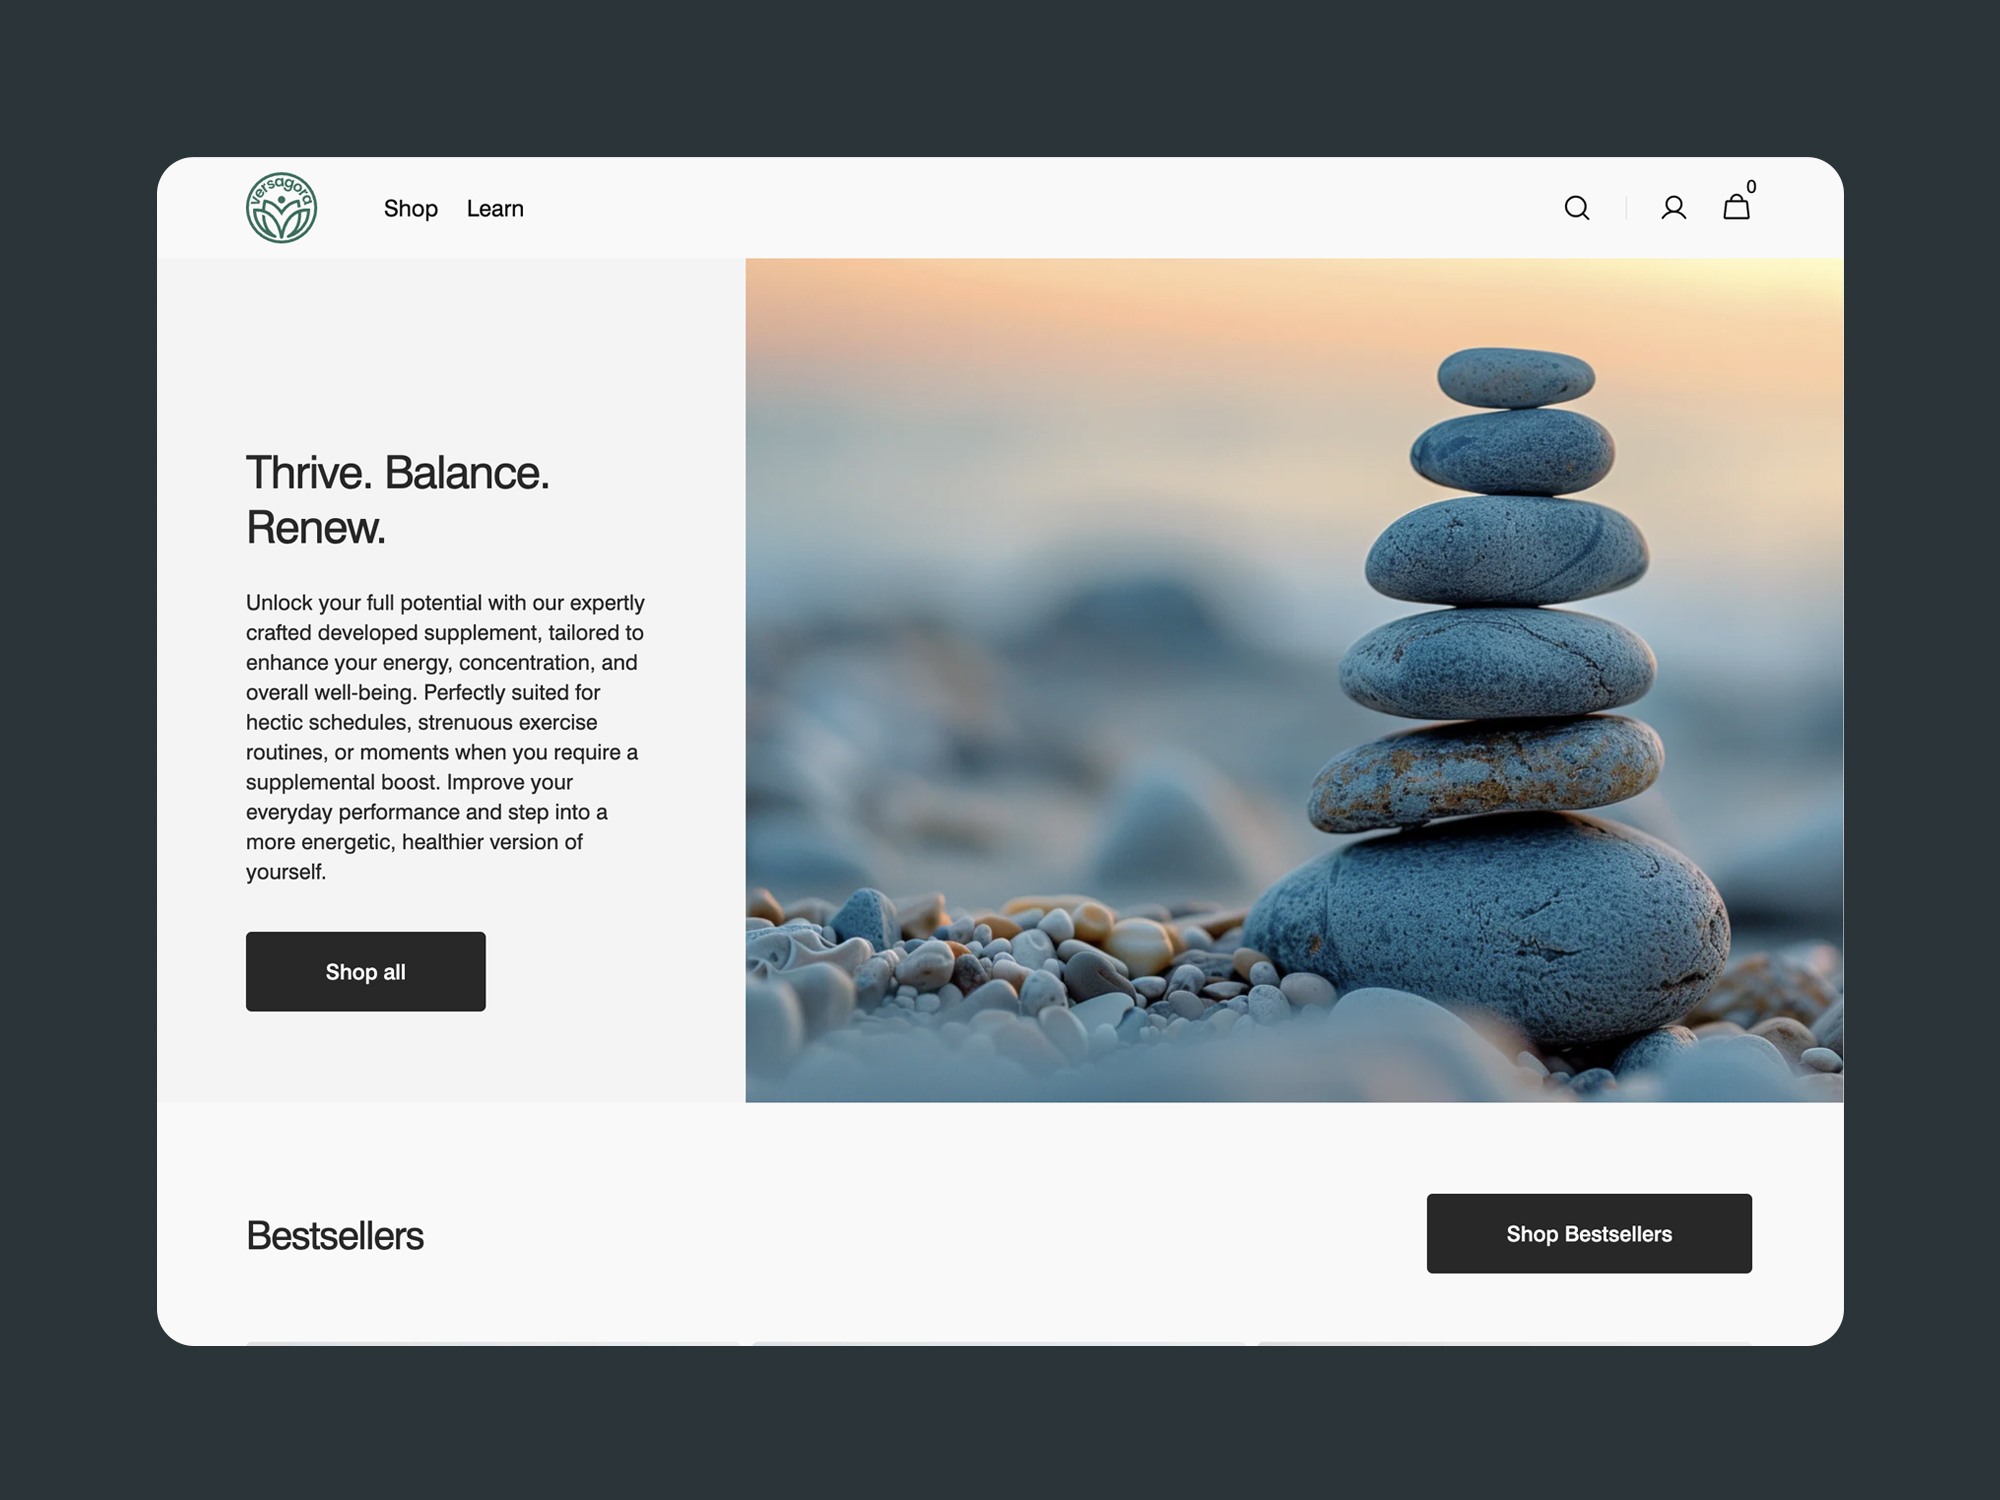 versagora
Shop
Learn
0
Thrive. Balance.
Renew.
Unlock your full potential with our expertly
crafted developed supplement, tailored to
enhance your energy, concentration, and
overall well-being. Perfectly suited for
hectic schedules, strenuous exercise
routines, or moments when you require a
supplemental boost. Improve your
everyday performance and step into a
more energetic, healthier version of
yourself.
Shop all
Bestsellers
Shop Bestsellers